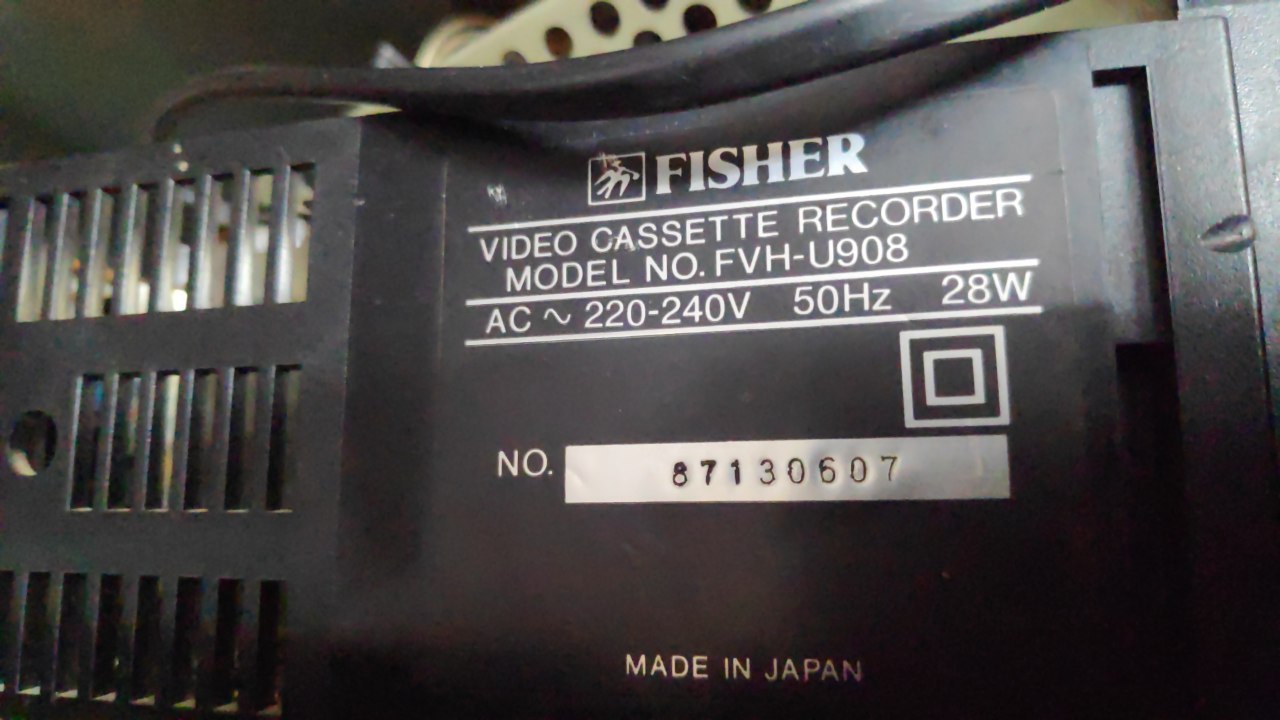 FISHER
VIDEO CASSETTE RECORDER
MODEL NO. FVH-U908
AC ~ 220-240V 50Hz 28W
NO. 87130607
MADE IN JAPAN